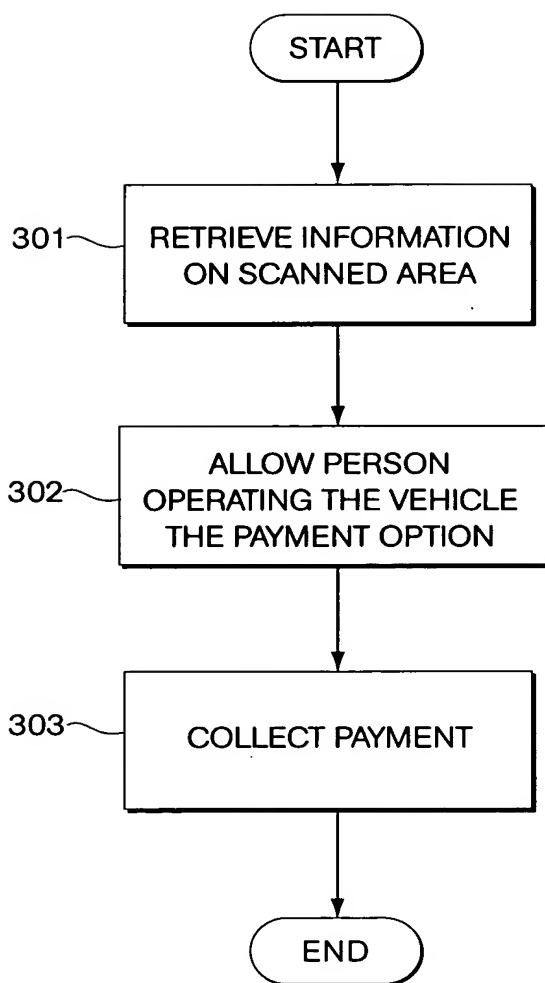 START
301
RETRIEVE INFORMATION
ON SCANNED AREA
302
ALLOW PERSON
OPERATING THE VEHICLE
THE PAYMENT OPTION
303
COLLECT PAYMENT
END